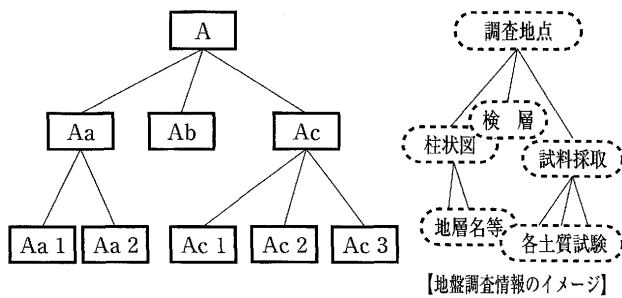 A
Aa
Ab
Ac
Aa 1
Aa 2
Ac 1
Ac 2
Ac 3
調査地点
検　層
柱状図
試料採取
地層名等
各土質試験
【地盤調査情報のイメージ】